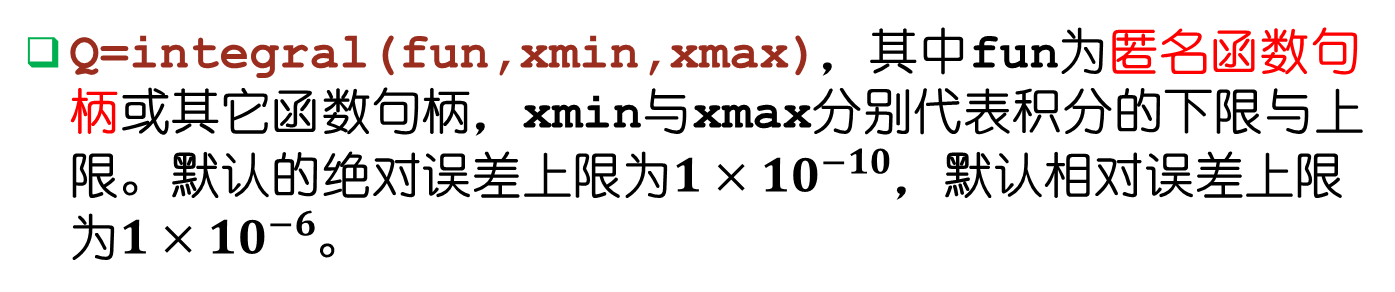 ❑Q=integral(fun,xmin,xmax)，其中fun为匿名函数句
柄或其它函数句柄，xmin与xmax分别代表积分的下限与上
限。默认的绝对误差上限为1 × 10⁻¹⁰，默认相对误差上限
为1 × 10⁻⁶。